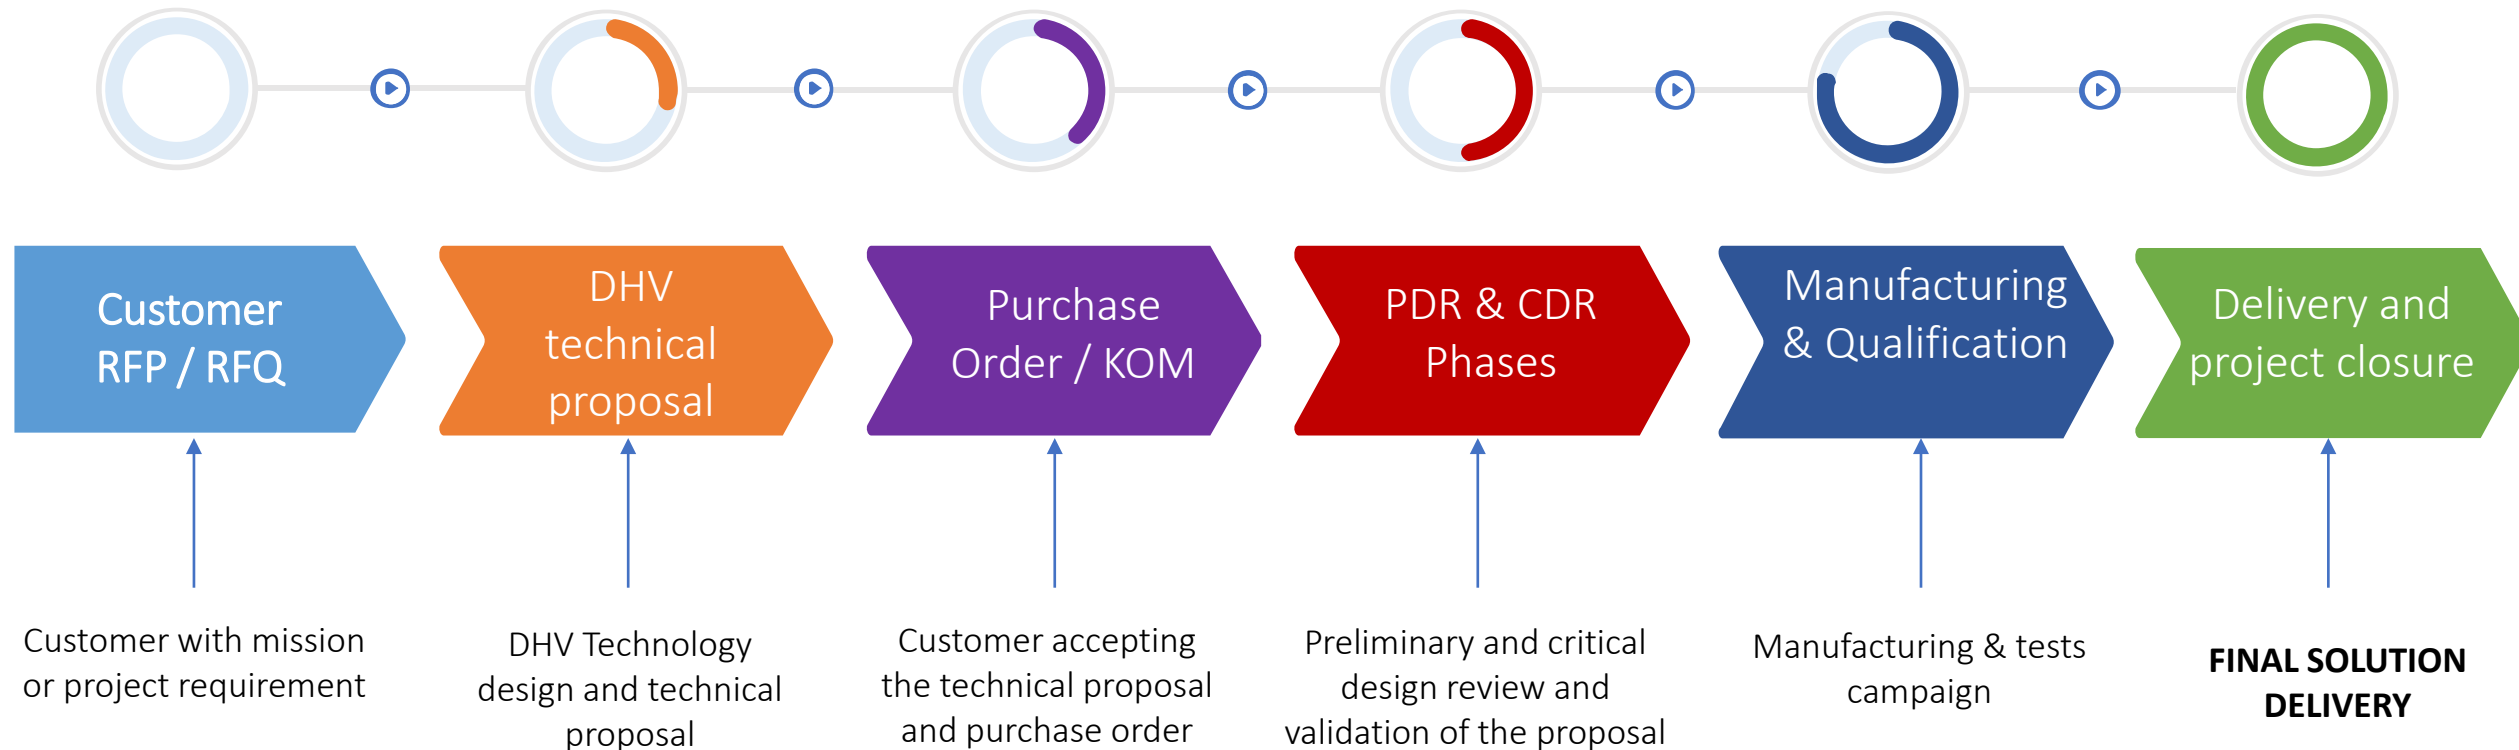 Customer
RFP / RFQ
DHV
technical
proposal
Purchase
Order / KOM
PDR & CDR
Phases
Manufacturing
& Qualification
Delivery and
project closure
Customer with mission
or project requirement
DHV Technology
design and technical
proposal
Customer accepting
the technical proposal
and purchase order
Preliminary and critical
design review and
validation of the proposal
Manufacturing & tests
campaign
FINAL SOLUTION
DELIVERY